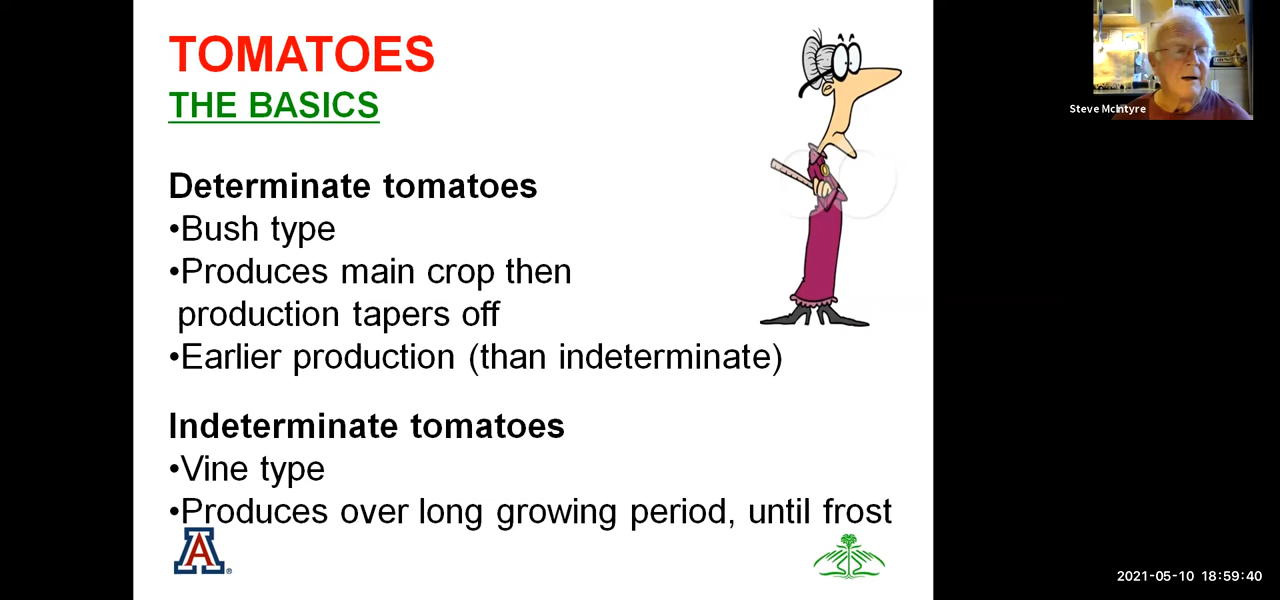 TOMATOES
THE BASICS
Determinate tomatoes
•Bush type
•Produces main crop then
production tapers off
•Earlier production (than indeterminate)
Indeterminate tomatoes
•Vine type
•Produces over long growing period, until frost
A®
Steve McIntyre
2021-05-10 18:59:40